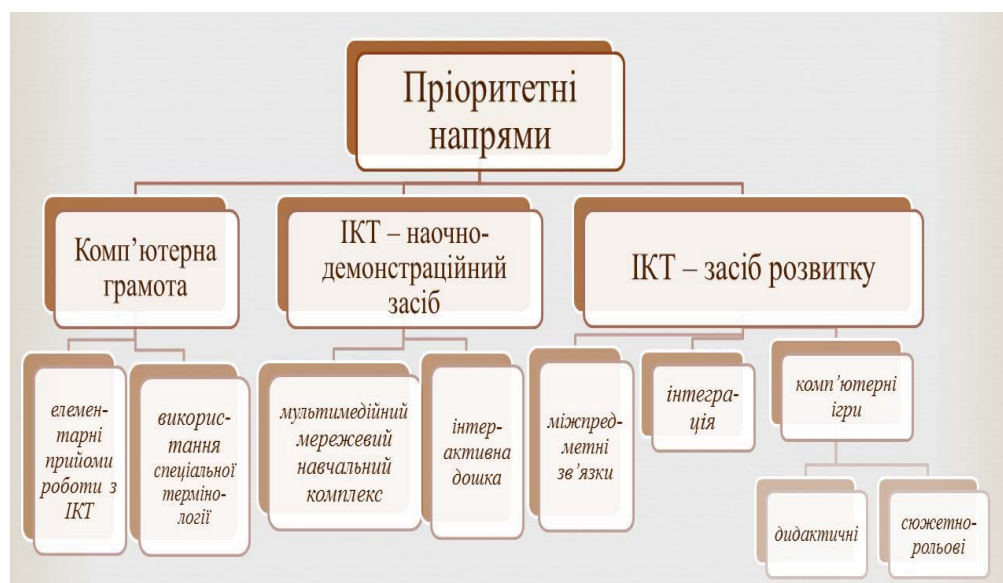 Пріоритетні
напрями
Комп’ютерна
грамота
ІКТ – наочно-
демонстраційний
засіб
ІКТ – засіб розвитку
елемен-
тарні
прийоми
роботи з
ІКТ
викорис-
тання
спеціальної
терміно-
логії
мультимедійний
мережевий
навчальний
комплекс
інтер-
активна
дошка
міжпред-
метні
зв’язки
інтегра-
ція
комп’ютерні
ігри
дидактичні
сюжетно-
рольові